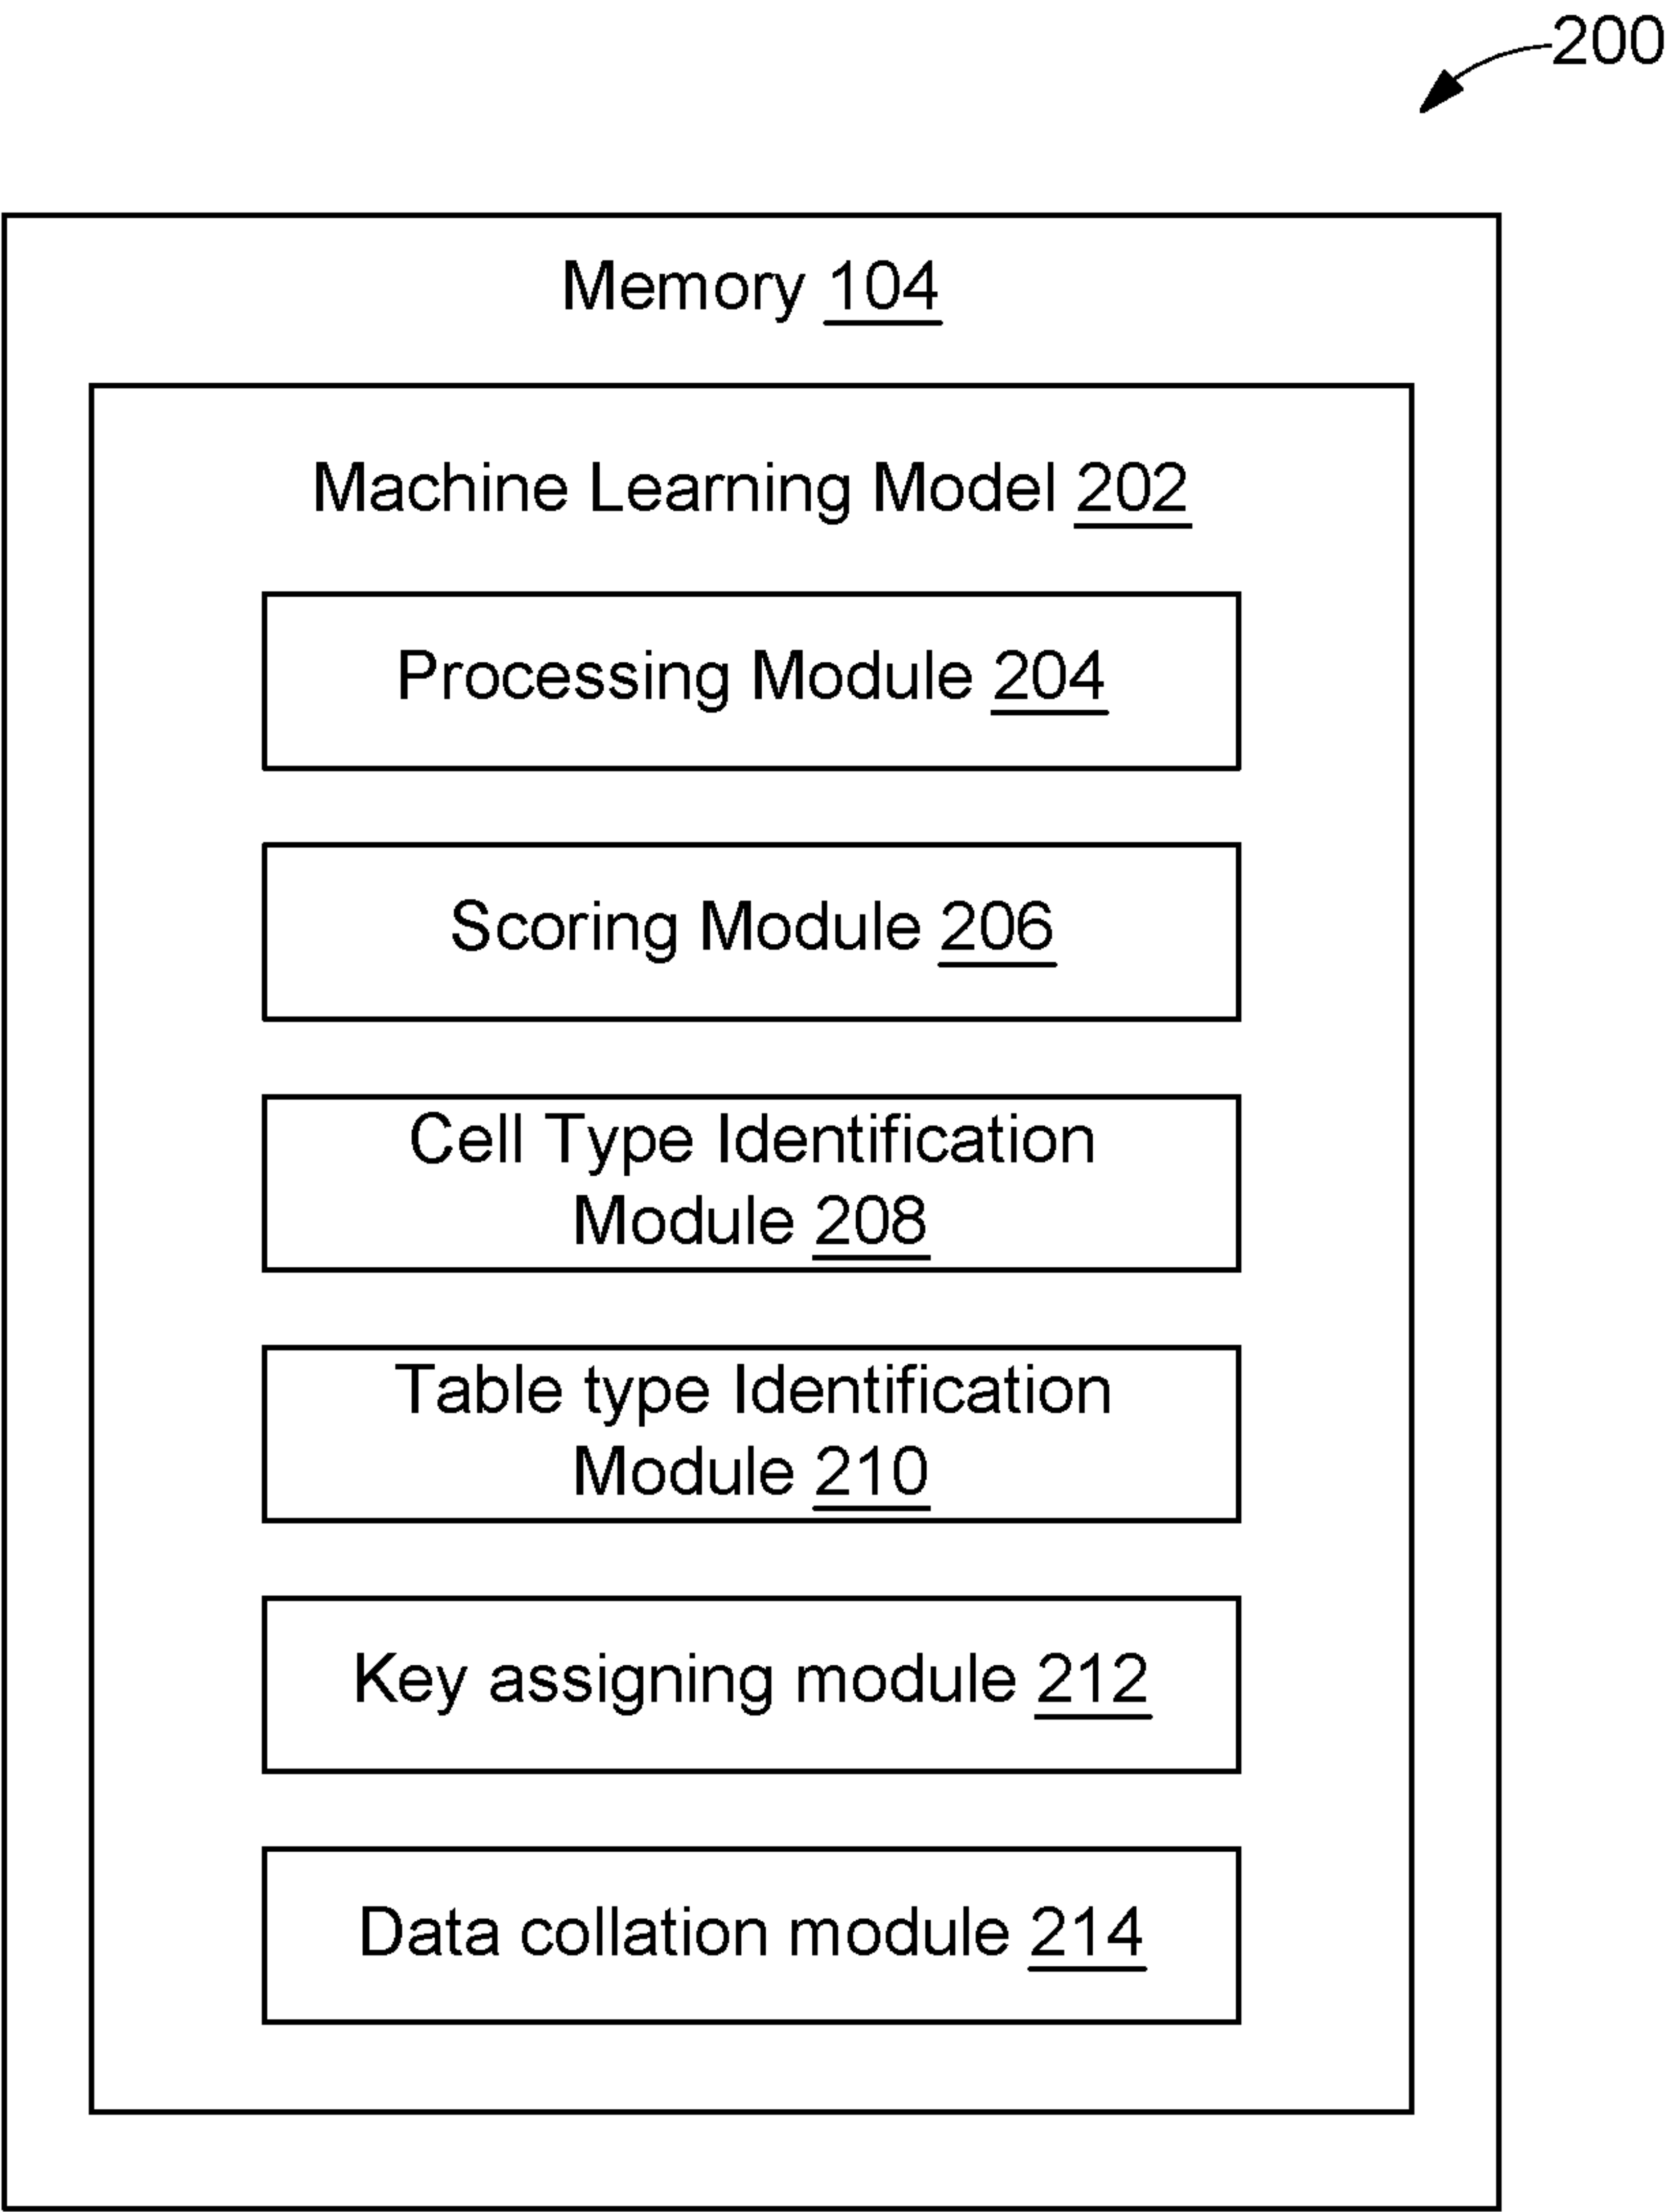 200
Memory 104
Machine Learning Model 202
Processing Module 204
Scoring Module 206
Cell Type Identification
Module 208
Table type Identification
Module 210
Key assigning module 212
Data collation module 214